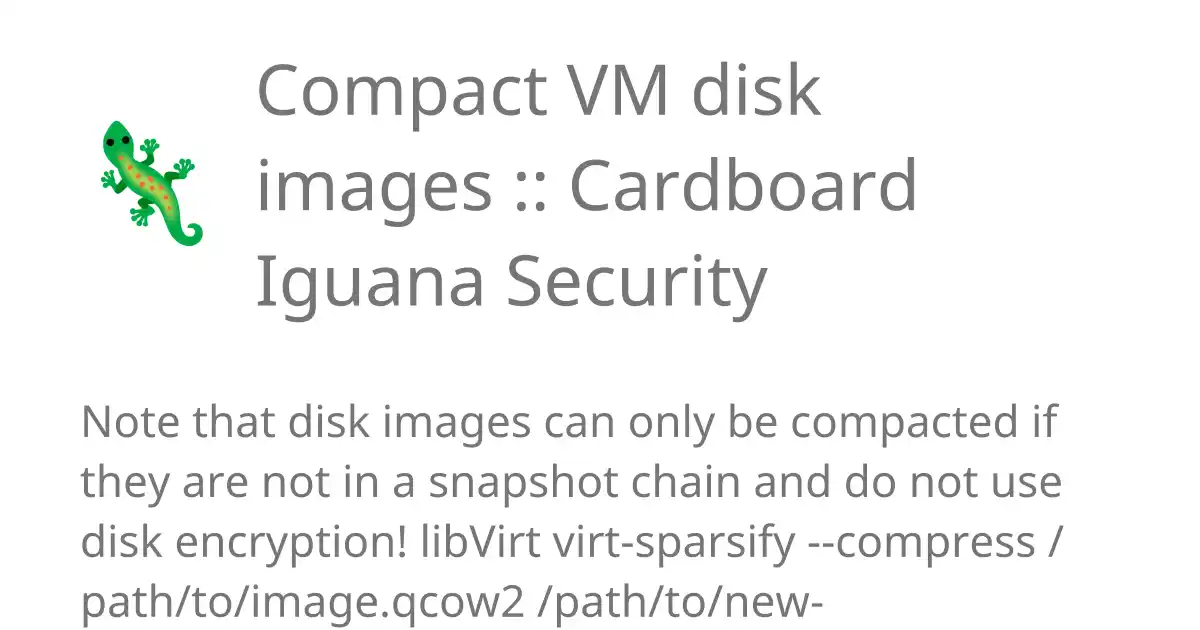 Compact VM disk
images :: Cardboard
Iguana Security
Note that disk images can only be compacted if
they are not in a snapshot chain and do not use
disk encryption! libVirt virt-sparsify --compress /
path/to/image.qcow2 /path/to/new-